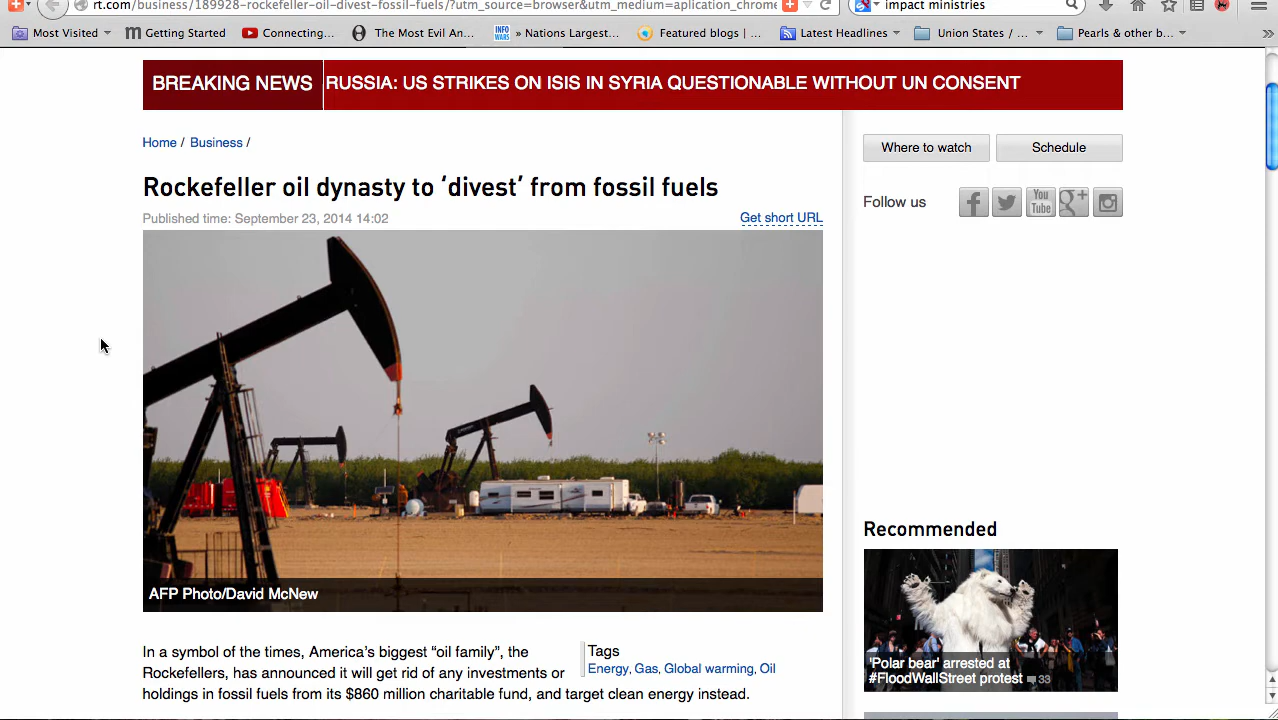 rt.com/business/189928-rockefeller-oil-divest-fossil-fuels/?utm_source=browser&utm_medium=aplication_chrome
impact ministries
Most Visited
Getting Started
Connecting...
The Most Evil An...
INFO WARS
» Nations Largest...
Featured blogs | ...
Latest Headlines
Union States / ...
Pearls & other b...
BREAKING NEWS
RUSSIA: US STRIKES ON ISIS IN SYRIA QUESTIONABLE WITHOUT UN CONSENT
Home / Business /
Where to watch
Schedule
Rockefeller oil dynasty to ‘divest’ from fossil fuels
Published time: September 23, 2014 14:02
Get short URL
Follow us
You Tube
AFP Photo/David McNew
Recommended
'Polar bear' arrested at
#FloodWallStreet protest 33
In a symbol of the times, America’s biggest “oil family”, the
Rockefellers, has announced it will get rid of any investments or
holdings in fossil fuels from its $860 million charitable fund, and target clean energy instead.
Tags
Energy, Gas, Global warming, Oil